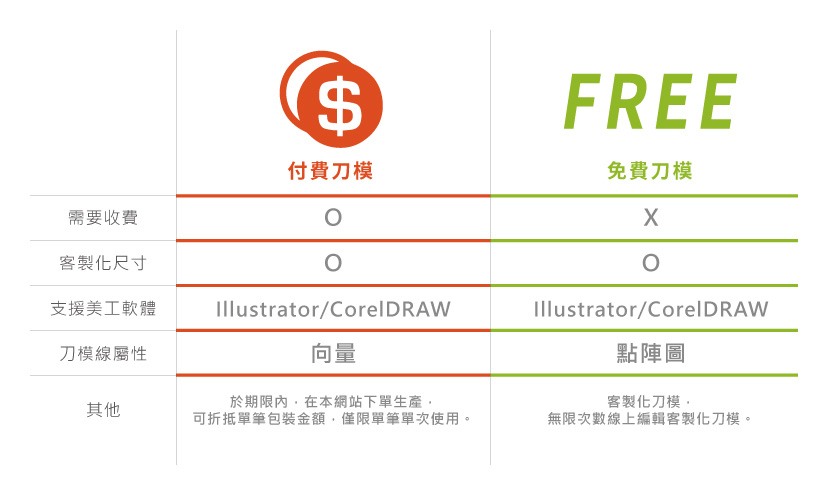 $
FREE
付費刀模
免費刀模
需要收費
O
X
客製化尺寸
O
O
支援美工軟體
Illustrator/CorelDRAW
Illustrator/CorelDRAW
刀模線屬性
向量
點陣圖
其他
於期限內，在本網站下單生產，
可折抵單筆包裝金額，僅限單筆單次使用。
客製化刀模，
無限次數線上編輯客製化刀模。